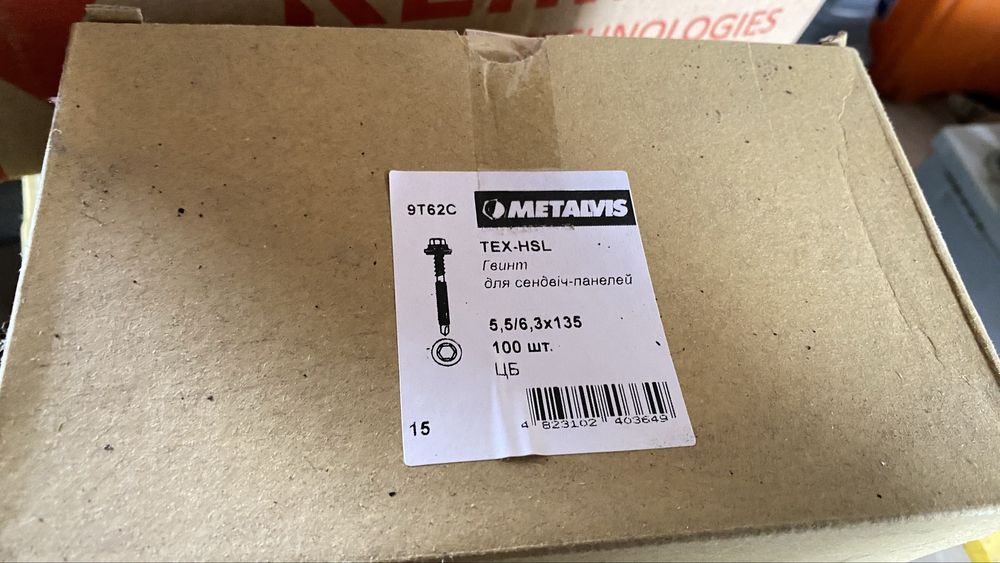 HNOLOGIES
9T62C
METALVIS
TEX-HSL
Гвинт
для сендвіч-панелей
5,5/6,3x135
100 шт.
ЦБ
15
4 823102 403649